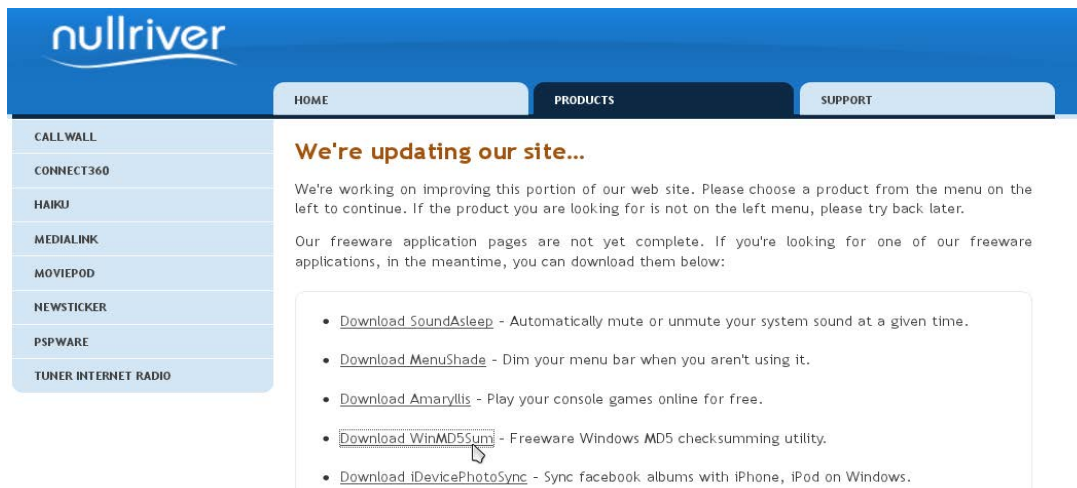 nullriver
HOME
PRODUCTS
SUPPORT
CALLWALL
CONNECT360
HAIKU
MEDIALINK
MOVIEPOD
NEWSTICKER
PSPWARE
TUNER INTERNET RADIO
We're updating our site...
We're working on improving this portion of our web site. Please choose a product from the menu on the
left to continue. If the product you are looking for is not on the left menu, please try back later.
Our freeware application pages are not yet complete. If you're looking for one of our freeware
applications, in the meantime, you can download them below:
• Download SoundAsleep - Automatically mute or unmute your system sound at a given time.
• Download MenuShade - Dim your menu bar when you aren't using it.
• Download Amaryllis - Play your console games online for free.
• Download WinMD5Sum - Freeware Windows MD5 checksumming utility.
• Download iDevicePhotoSync - Sync facebook albums with iPhone, iPod on Windows.